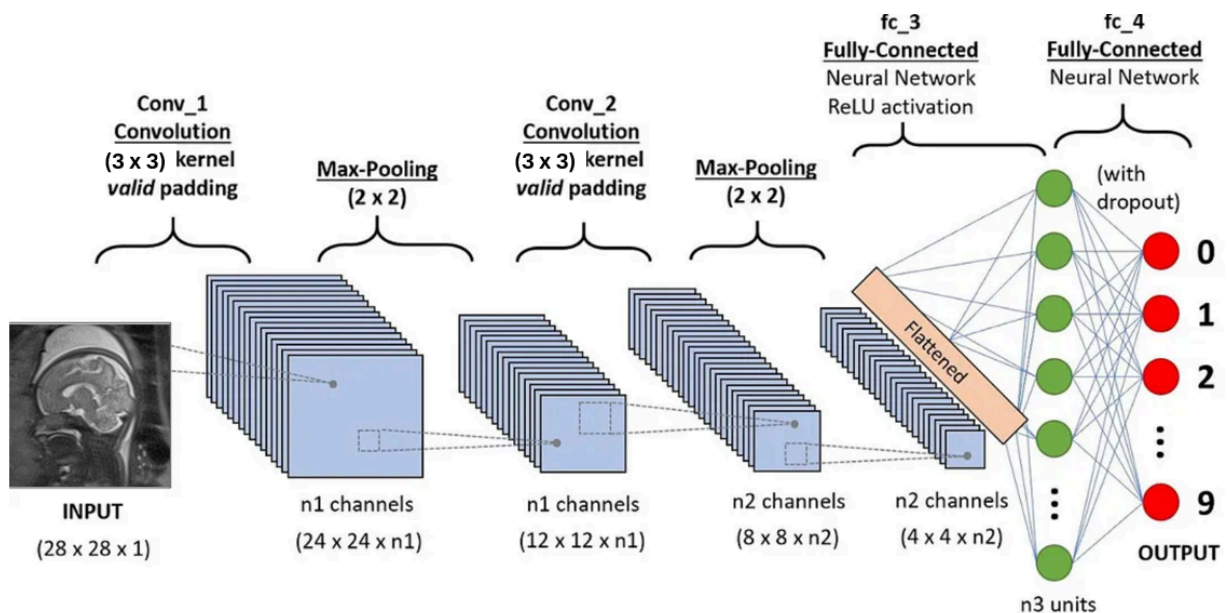 Conv_1
Convolution
(3 x 3) kernel
valid padding
Max-Pooling
(2 x 2)
Conv_2
Convolution
(3 x 3) kernel
valid padding
Max-Pooling
(2 x 2)
fc_3
Fully-Connected
Neural Network
ReLU activation
fc_4
Fully-Connected
Neural Network
(with
dropout)
INPUT
(28 x 28 x 1)
n1 channels
(24 x 24 x n1)
n1 channels
(12 x 12 x n1)
n2 channels
(8 x 8 x n2)
n2 channels
(4 x 4 x n2)
Flattened
n3 units
0
1
2
9
OUTPUT